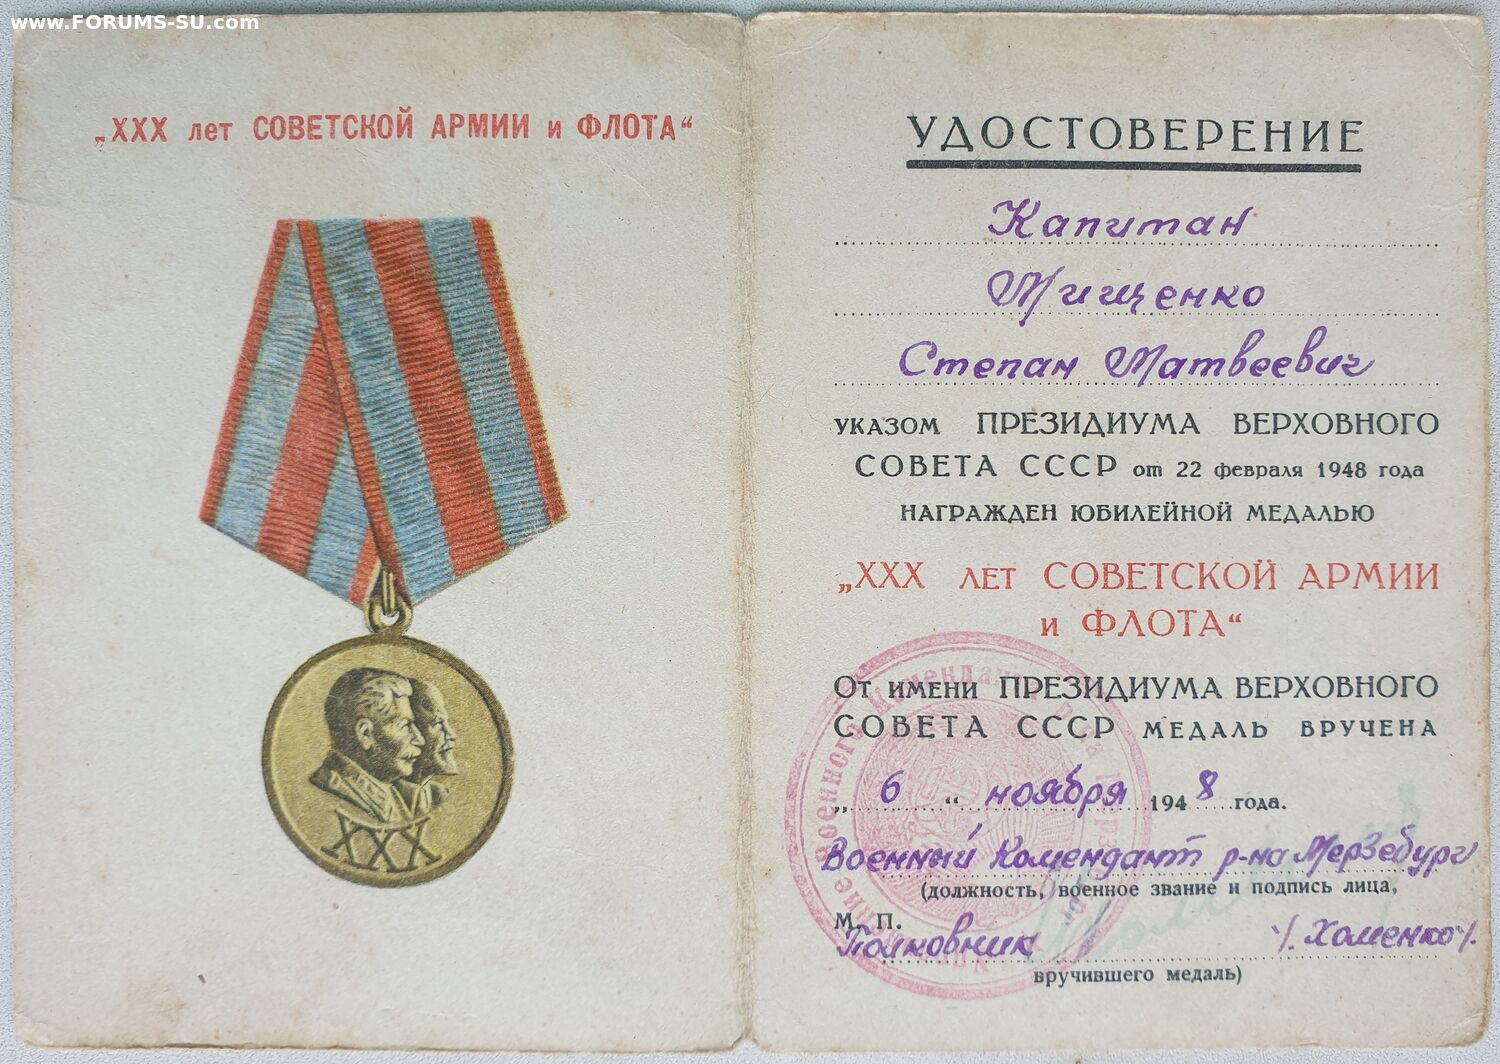 www.FORUMS-SU.com
„XXX лет СОВЕТСКОЙ АРМИИ и ФЛОТА“
XXX
УДОСТОВЕРЕНИЕ
Капитан
Мищенко
Степан Матвеевич
УКАЗОМ ПРЕЗИДИУМА ВЕРХОВНОГО
СОВЕТА СССР от 22 февраля 1948 года
НАГРАЖДЕН ЮБИЛЕЙНОЙ МЕДАЛЬЮ
„XXX ЛЕТ СОВЕТСКОЙ АРМИИ
и ФЛОТА“
От имени ПРЕЗИДИУМА ВЕРХОВНОГО
СОВЕТА СССР МЕДАЛЬ ВРУЧЕНА
„ 6 “ ноября 1948 года.
Военный Комендант р-на Мерзебург
(должность, военное звание и подпись лица,
М. П.
Полковник /. Хоменко /.
вручившего медаль)
Военного Коменданта